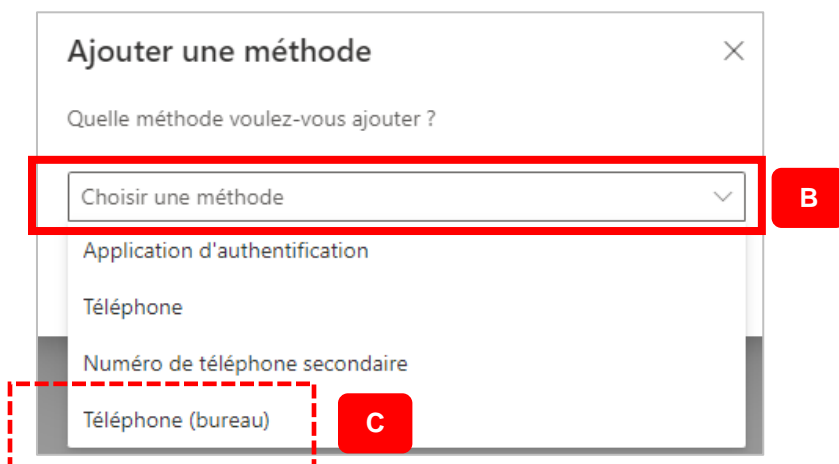 Ajouter une méthode
Quelle méthode voulez-vous ajouter ?
Choisir une méthode
B
Application d'authentification
Téléphone
Numéro de téléphone secondaire
Téléphone (bureau)
C